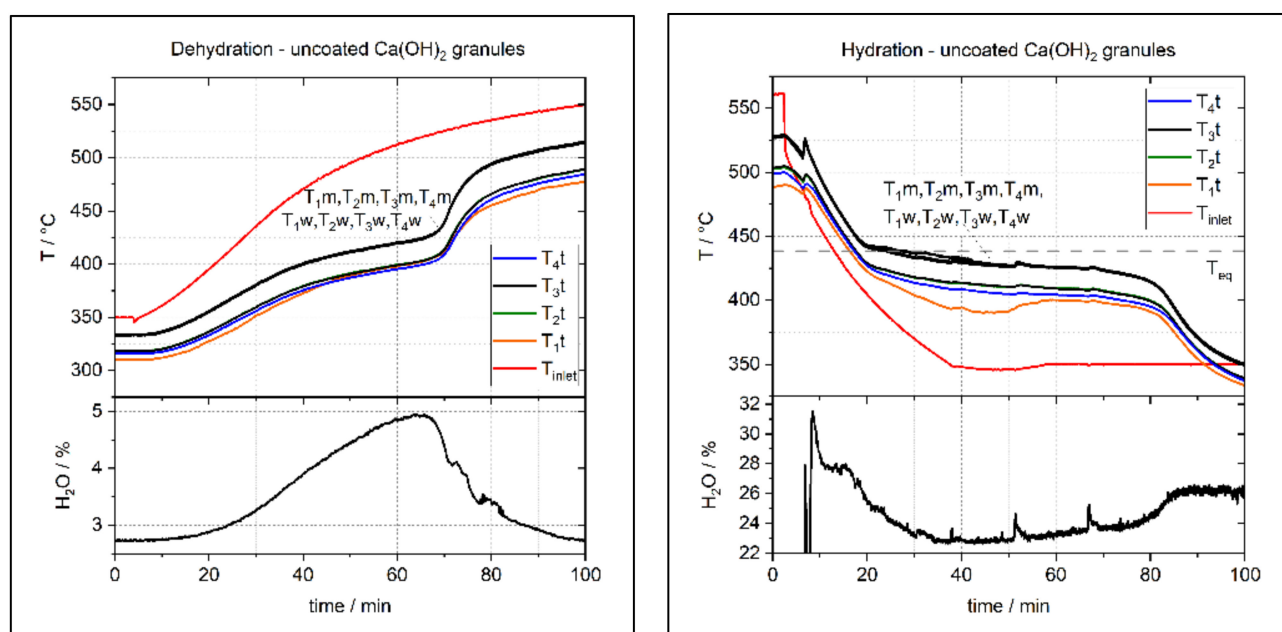 Dehydration - uncoated Ca(OH)₂ granules
T / °C
550
500
450
400
350
300
T₁m,T₂m,T₃m,T₄m
T₁w,T₂w,T₃w,T₄w
T₄t
T₃t
T₂t
T₁t
T_inlet
H₂O / %
5
4
3
0 20 40 60 80 100
time / min
Hydration - uncoated Ca(OH)₂ granules
T / °C
550
500
450
400
350
T₄t
T₃t
T₂t
T₁t
T_inlet
T₁m,T₂m,T₃m,T₄m,
T₁w,T₂w,T₃w,T₄w
T_eq
H₂O / %
32
30
28
26
24
22
0 20 40 60 80 100
time / min